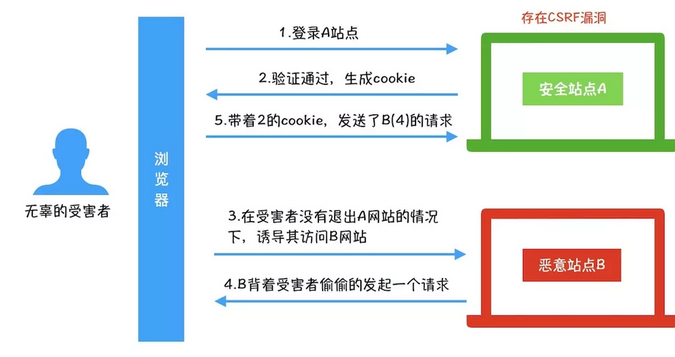 存在CSRF漏洞
1.登录A站点
2.验证通过，生成cookie
安全站点A
5.带着2的cookie，发送了B(4)的请求
浏览器
无辜的受害者
3.在受害者没有退出A网站的情况
下，诱导其访问B网站
恶意站点B
4.B背着受害者偷偷的发起一个请求